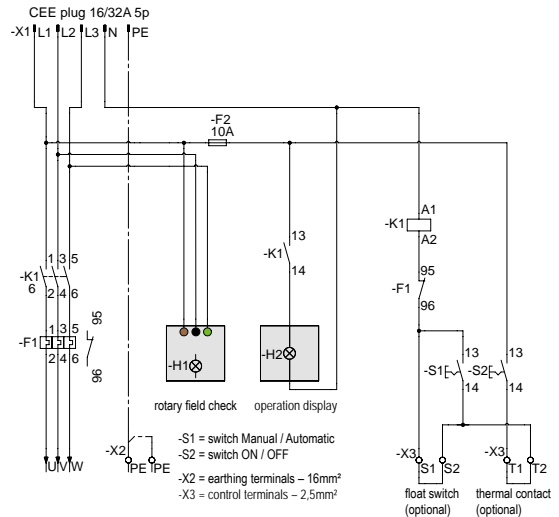 CEE plug 16/32A 5p
-X1 L1 L2 L3 N PE
-F2
10A
A1
-K1
A2
13
-K1
14
1 3 5
-K1
6
2 4 6
95
-F1
96
1 3 5
95
-F1
2 4 6
96
-H1
-H2
13
-S1
14
13
-S2
14
rotary field check
operation display
-S1 = switch Manual / Automatic
-S2 = switch ON / OFF
-X2
PE PE
-X2 = earthing terminals – 16mm²
-X3 = control terminals – 2,5mm²
U V W
-X3
S1 S2
-X3
T1 T2
float switch
(optional)
thermal contact
(optional)